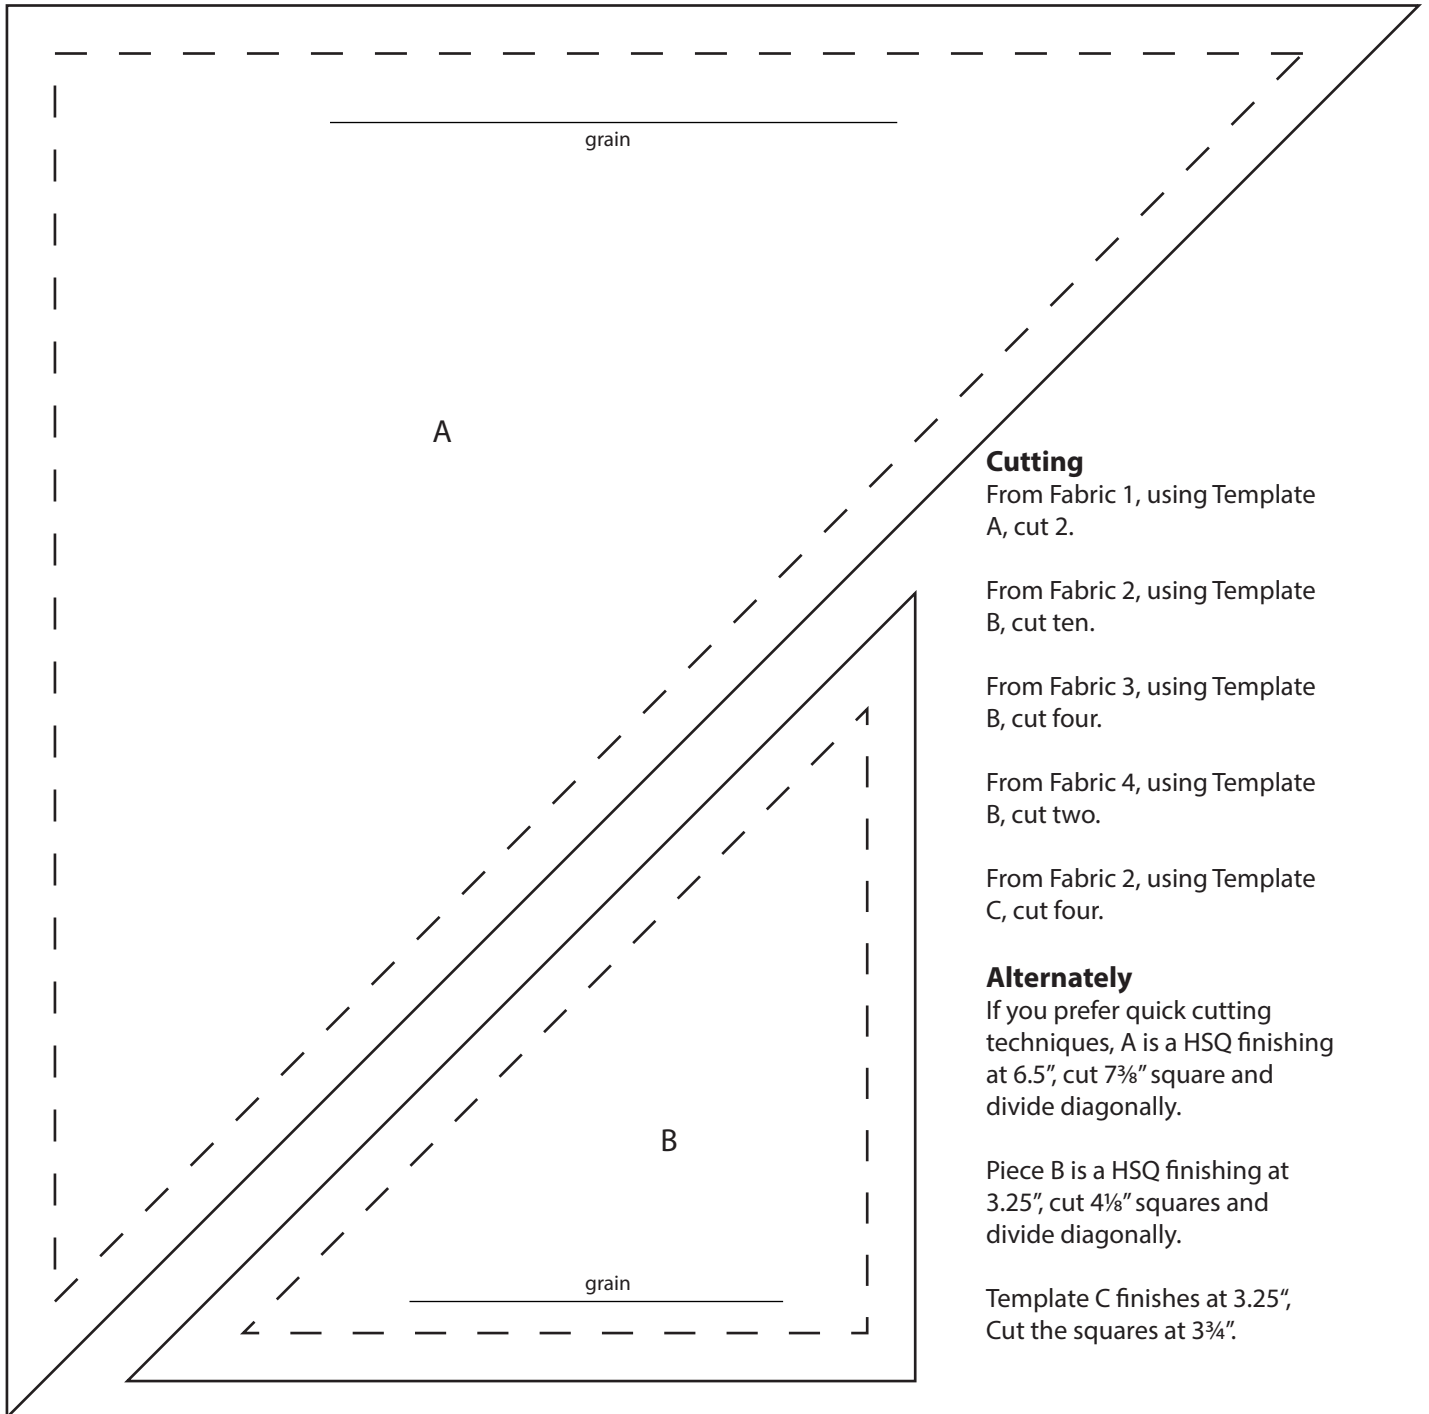 grain
A
Cutting
From Fabric 1, using Template
A, cut 2.
From Fabric 2, using Template
B, cut ten.
From Fabric 3, using Template
B, cut four.
From Fabric 4, using Template
B, cut two.
From Fabric 2, using Template
C, cut four.
Alternately
If you prefer quick cutting
techniques, A is a HSQ finishing
at 6.5”, cut 7⅜” square and
divide diagonally.
Piece B is a HSQ finishing at
3.25”, cut 4⅛” squares and
divide diagonally.
Template C finishes at 3.25“,
Cut the squares at 3¾”.
B
grain